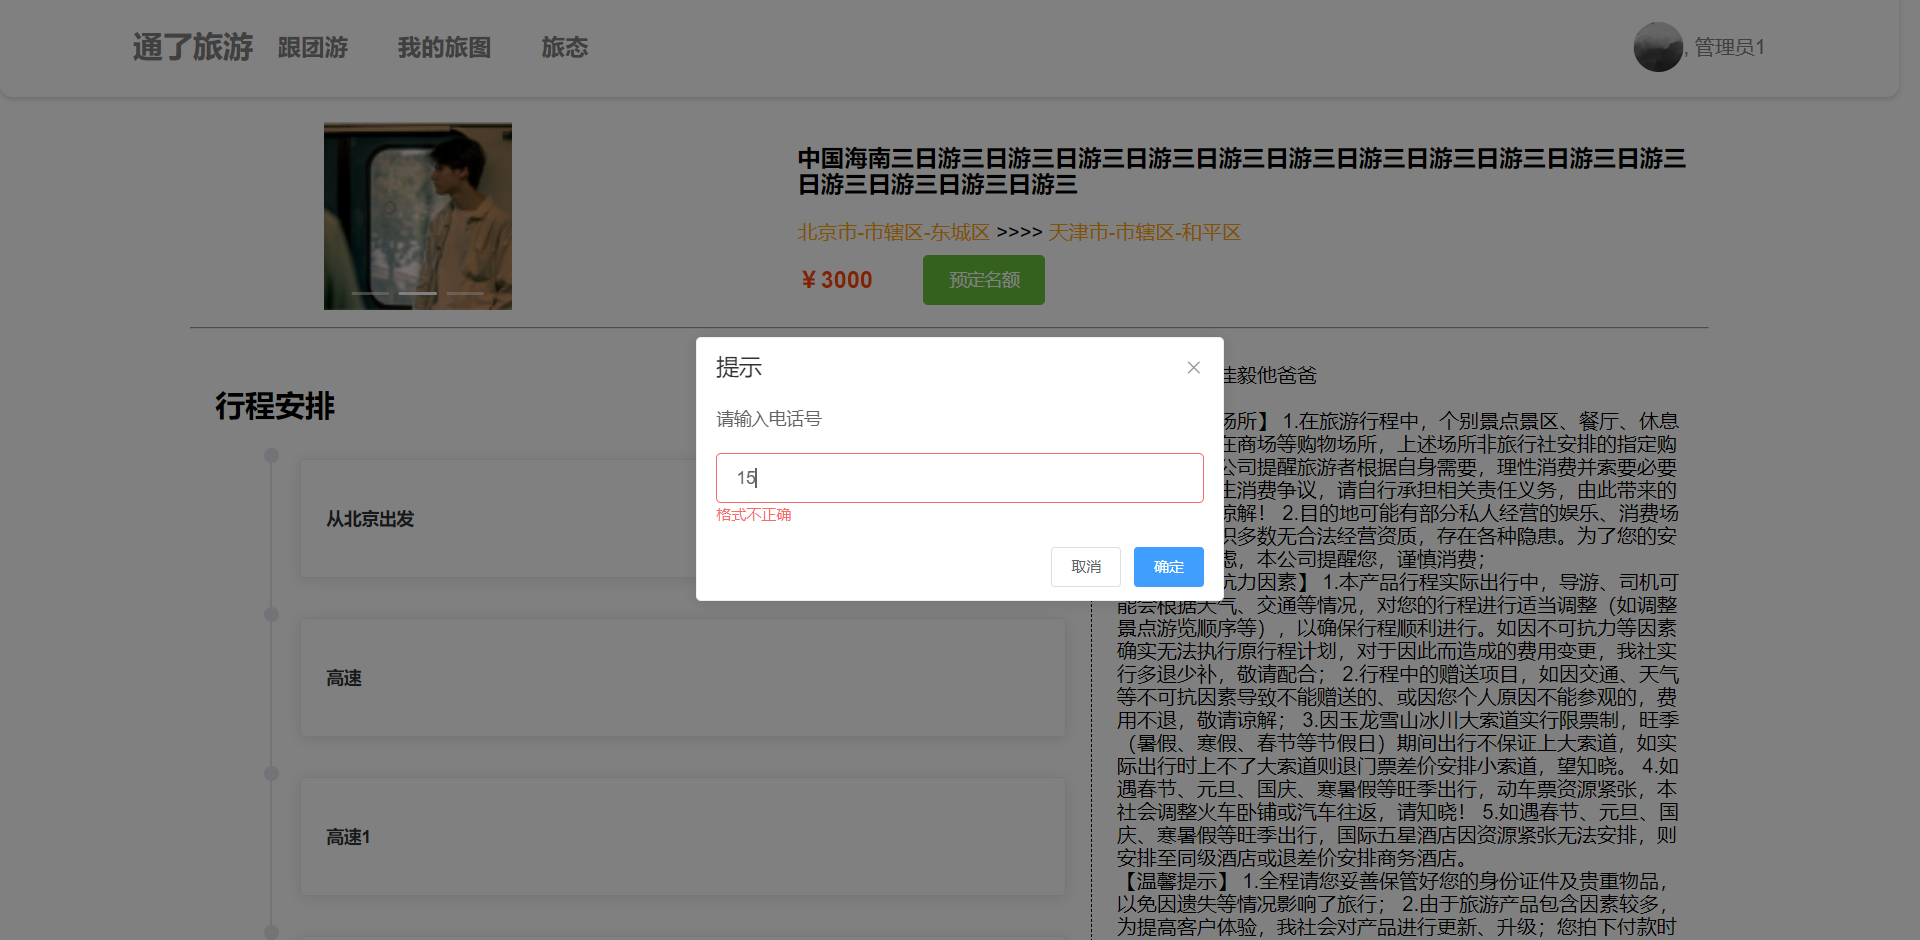 通了旅游 跟团游 我的旅图 旅态
, 管理员1
中国海南三日游三日游三日游三日游三日游三日游三日游三日游三日游三日游三日游三
日游三日游三日游三日游三
北京市-市辖区-东城区 >>>> 天津市-市辖区-和平区
￥3000 预定名额
提示
请输入电话号
15
格式不正确
取消 确定
行程安排
从北京出发
高速
高速1
毅他爸爸
场所】 1.在旅游行程中，个别景点景区、餐厅、休息
在商场等购物场所，上述场所非旅行社安排的指定购
公司提醒旅游者根据自身需要，理性消费并索要必要
生消费争议，请自行承担相关责任义务，由此带来的
谅解！ 2.目的地可能有部分私人经营的娱乐、消费场
织多数无合法经营资质，存在各种隐患。为了您的安
虑，本公司提醒您，谨慎消费；
抗力因素】 1.本产品行程实际出行中，导游、司机可
能会根据天气、交通等情况，对您的行程进行适当调整（如调整
景点游览顺序等），以确保行程顺利进行。如因不可抗力等因素
确实无法执行原行程计划，对于因此而造成的费用变更，我社实
行多退少补，敬请配合； 2.行程中的赠送项目，如因交通、天气
等不可抗因素导致不能赠送的、或因您个人原因不能参观的，费
用不退，敬请谅解； 3.因玉龙雪山冰川大索道实行限票制，旺季
（暑假、寒假、春节等节假日）期间出行不保证上大索道，如实
际出行时上不了大索道则退门票差价安排小索道，望知晓。 4.如
遇春节、元旦、国庆、寒暑假等旺季出行，动车票资源紧张，本
社会调整火车卧铺或汽车往返，请知晓！ 5.如遇春节、元旦、国
庆、寒暑假等旺季出行，国际五星酒店因资源紧张无法安排，则
安排至同级酒店或退差价安排商务酒店。
【温馨提示】 1.全程请您妥善保管好您的身份证件及贵重物品，
以免因遗失等情况影响了旅行； 2.由于旅游产品包含因素较多，
为提高客户体验，我社会对产品进行更新、升级；您拍下付款时